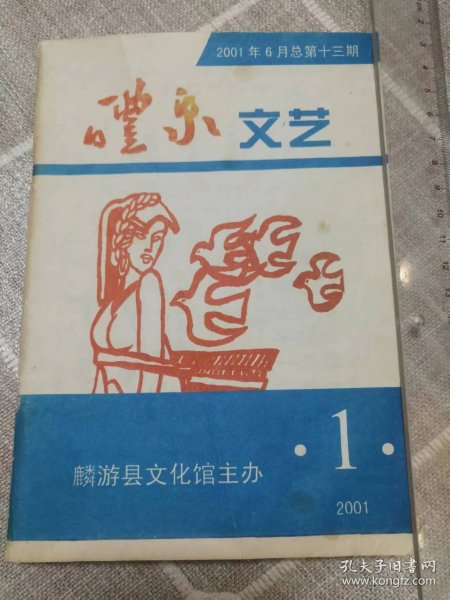 2001年6月总第十三期
醴泉 文艺
麟游县文化馆主办
·1·
2001
孔夫子旧书网
www.kongfz.com